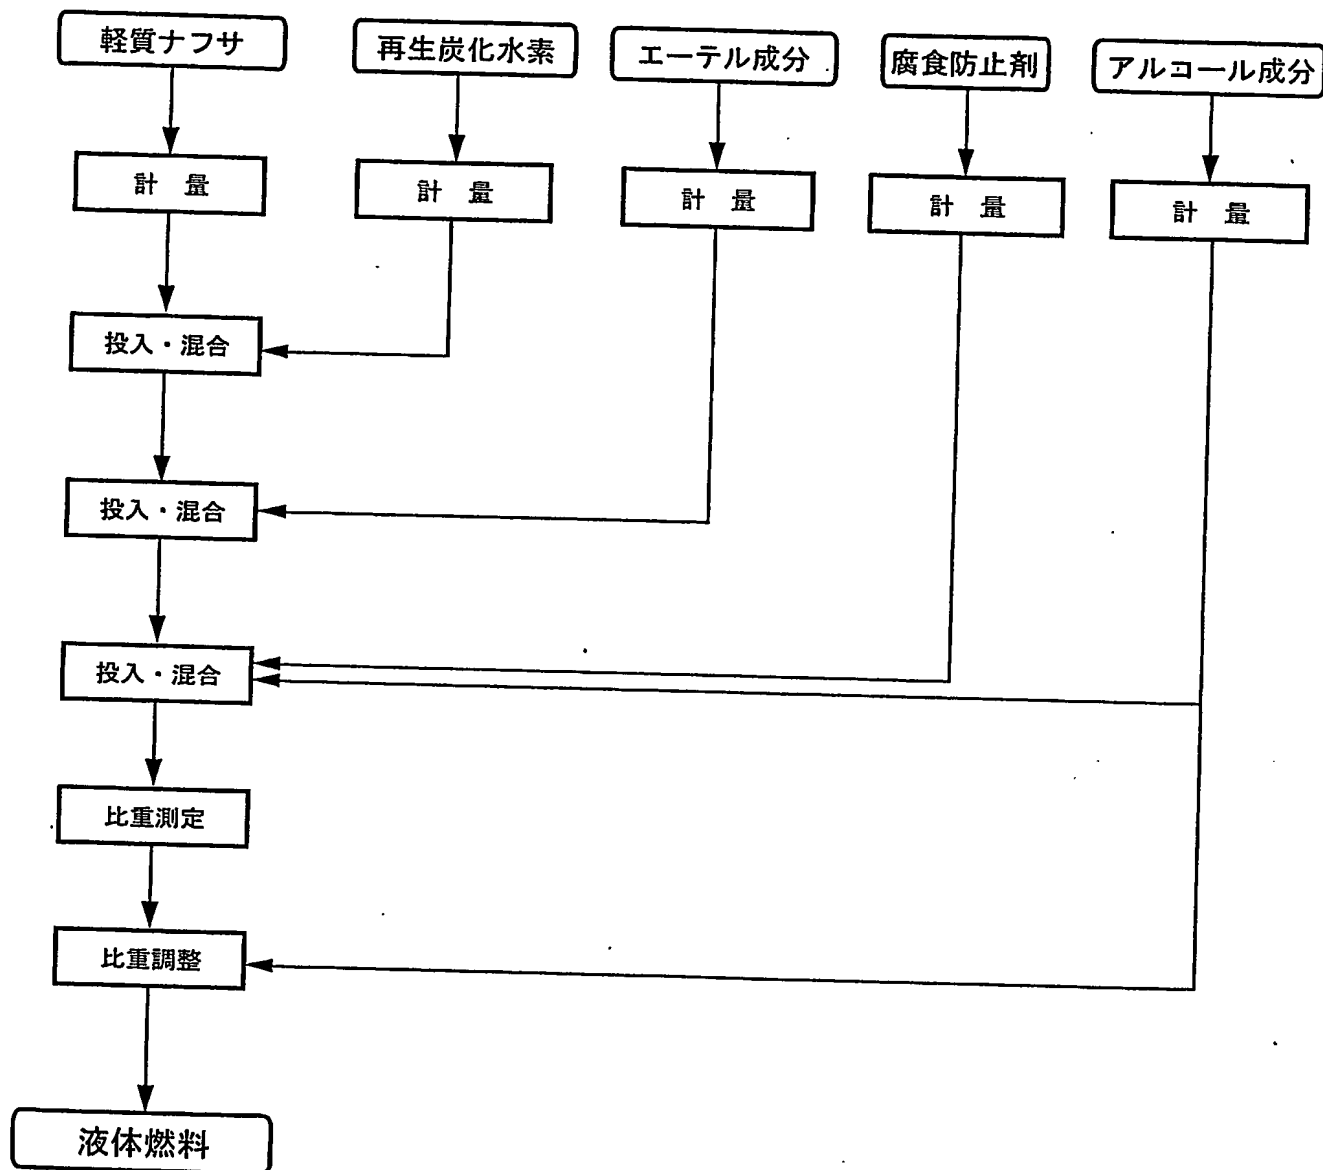 軽質ナフサ
再生炭化水素
エーテル成分
腐食防止剤
アルコール成分
計量
計量
計量
計量
計量
投入・混合
投入・混合
投入・混合
比重測定
比重調整
液体燃料